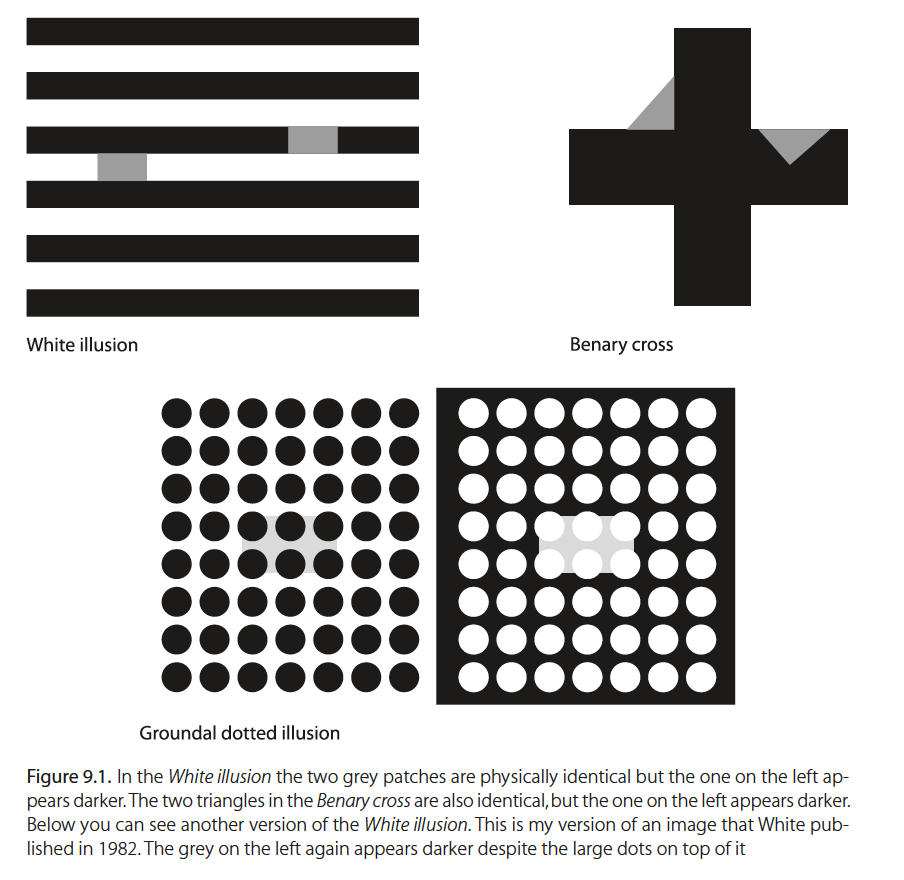 White illusion
Benary cross
Groundal dotted illusion
Figure 9.1. In the White illusion the two grey patches are physically identical but the one on the left ap-
pears darker. The two triangles in the Benary cross are also identical, but the one on the left appears darker.
Below you can see another version of the White illusion. This is my version of an image that White pub-
lished in 1982. The grey on the left again appears darker despite the large dots on top of it